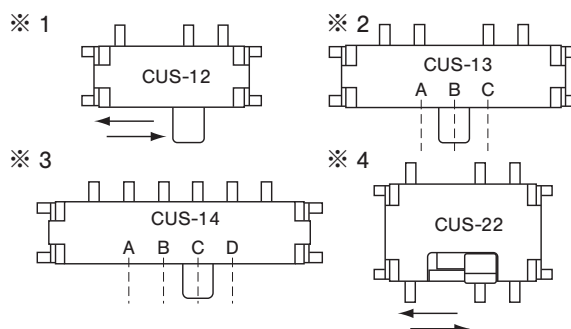 ※ 1
CUS-12
※ 2
CUS-13
A B C
※ 3
CUS-14
A B C D
※ 4
CUS-22